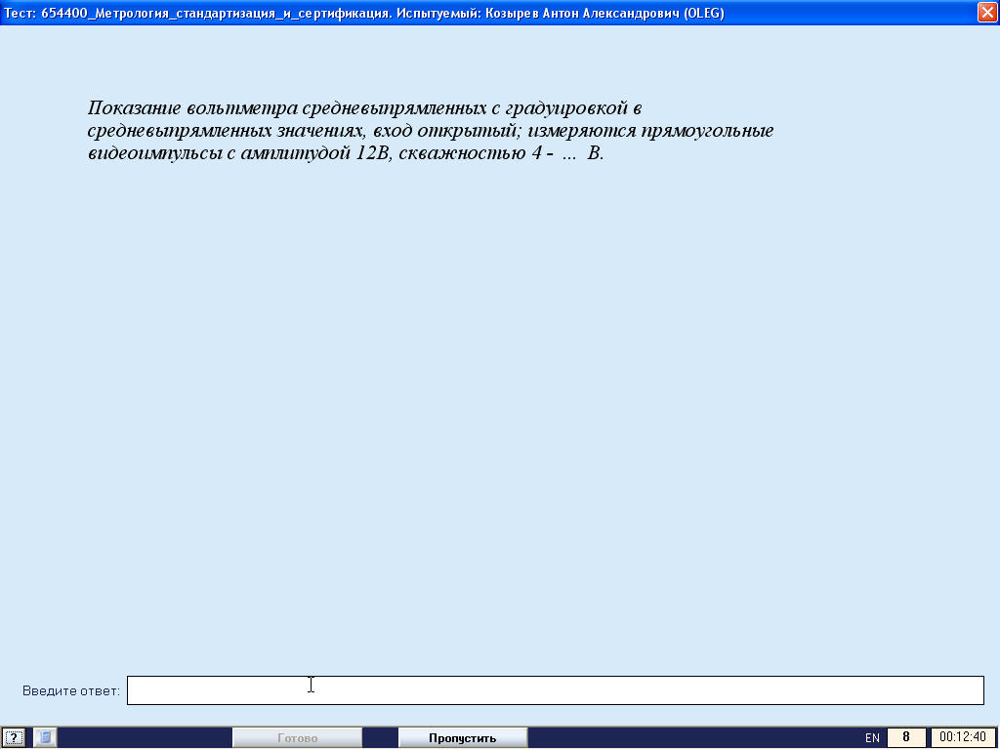 Тест: 654400_Метрология_стандартизация_и_сертификация. Испытуемый: Козырев Антон Александрович (OLEG)
Показание вольтметра средневыпрямленных с градуировкой в
средневыпрямленных значениях, вход открытый; измеряются прямоугольные
видеоимпульсы с амплитудой 12В, скважностью 4 - ... В.
Введите ответ:
? Готово Пропустить EN 8 00:12:40